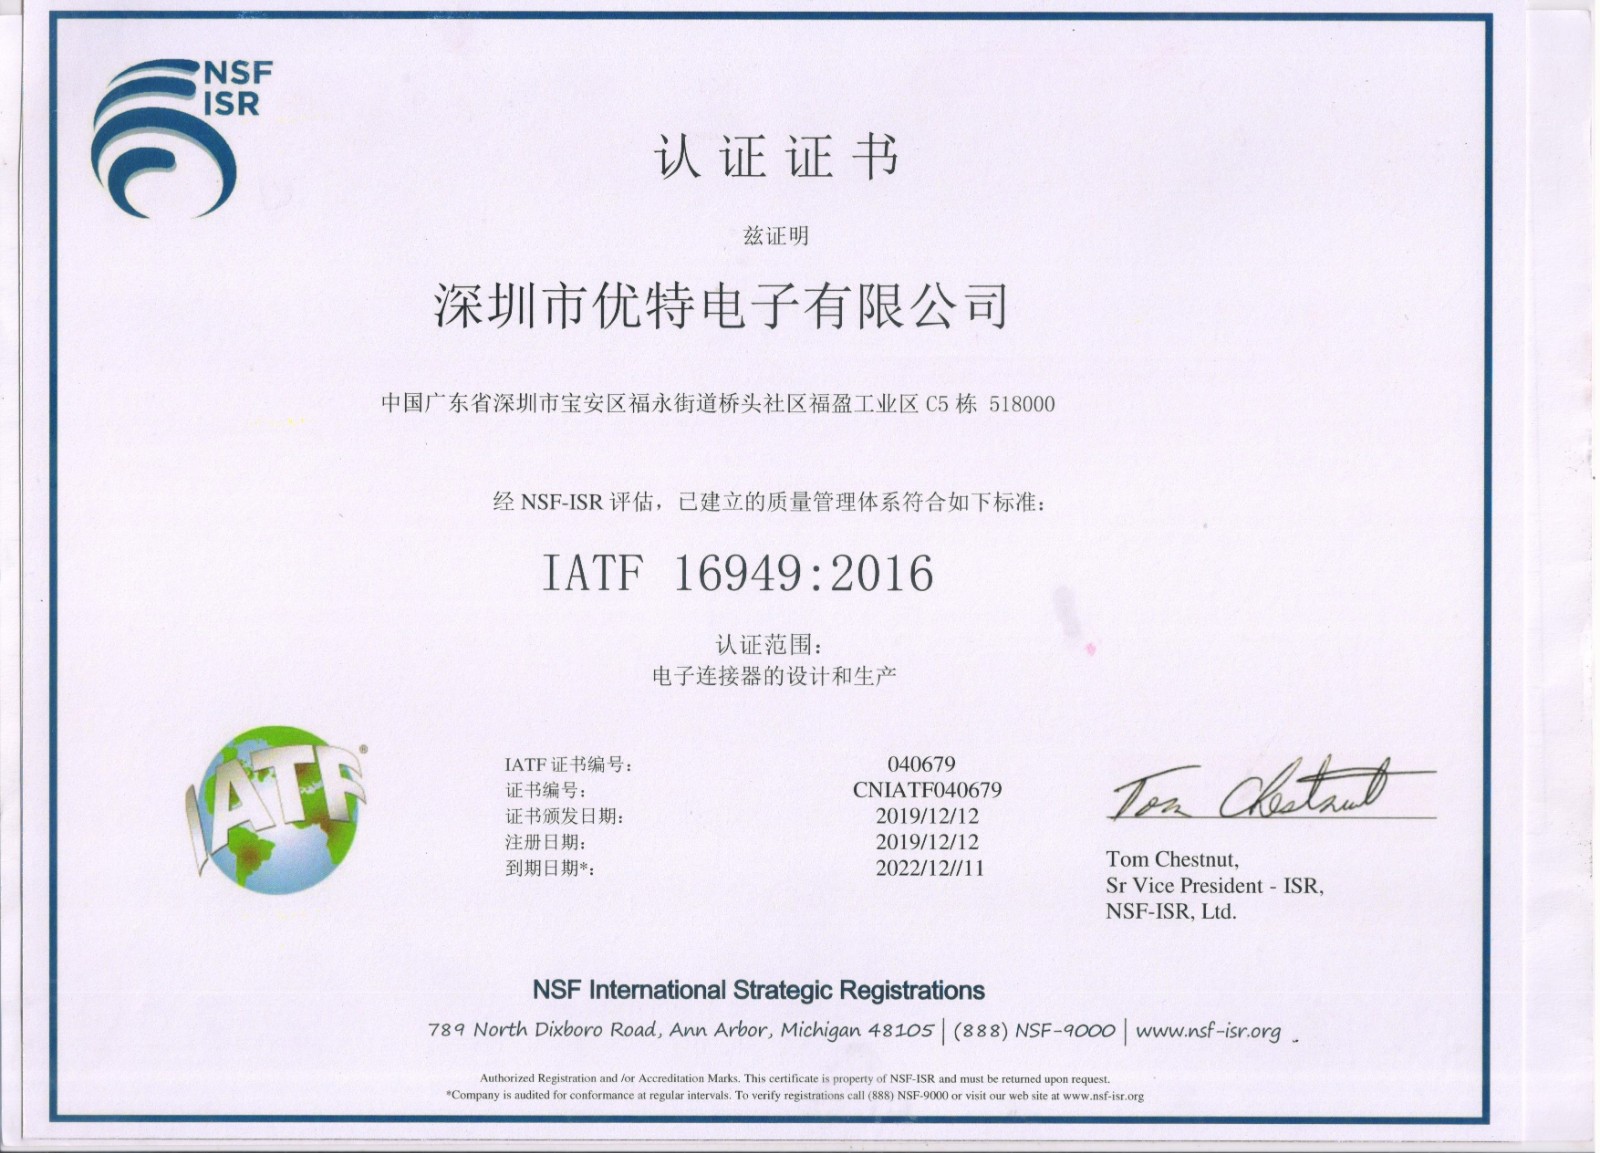 NSF
ISR
认证证书
兹证明
深圳市优特电子有限公司
中国广东省深圳市宝安区福永街道桥头社区福盈工业区 C5 栋 518000
经 NSF-ISR 评估，已建立的质量管理体系符合如下标准：
IATF 16949:2016
认证范围：
电子连接器的设计和生产
IATF®
IATF 证书编号： 040679
证书编号： CNIATF040679
证书颁发日期： 2019/12/12
注册日期： 2019/12/12
到期日期*： 2022/12//11
Tom Chestnut
Tom Chestnut,
Sr Vice President - ISR,
NSF-ISR, Ltd.
NSF International Strategic Registrations
789 North Dixboro Road, Ann Arbor, Michigan 48105 | (888) NSF-9000 | www.nsf-isr.org
Authorized Registration and /or Accreditation Marks. This certificate is property of NSF-ISR and must be returned upon request.
*Company is audited for conformance at regular intervals. To verify registrations call (888) NSF-9000 or visit our web site at www.nsf-isr.org